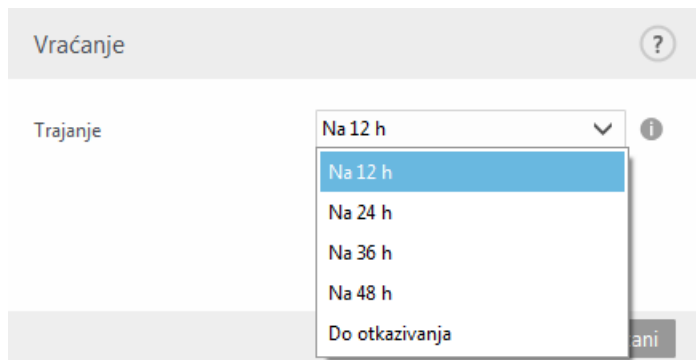 Vraćanje
?
Trajanje
Na 12 h
i
Na 12 h
Na 24 h
Na 36 h
Na 48 h
Do otkazivanja